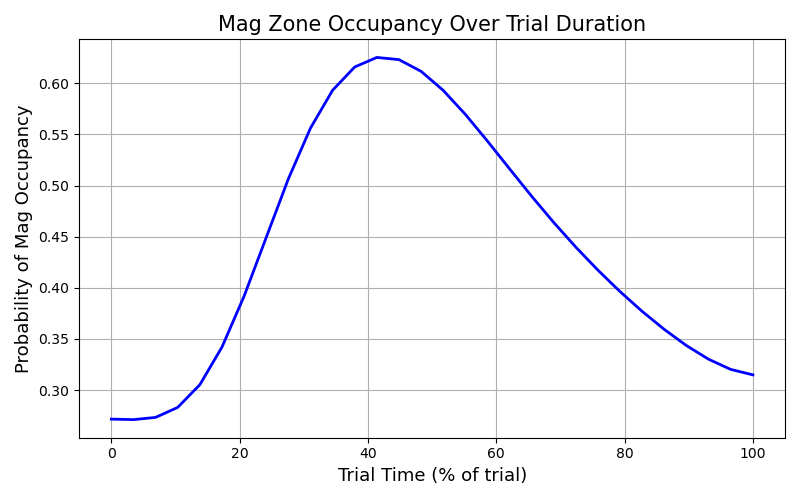 Mag Zone Occupancy Over Trial Duration
Probability of Mag Occupancy
0.60
0.55
0.50
0.45
0.40
0.35
0.30
0 20 40 60 80 100
Trial Time (% of trial)